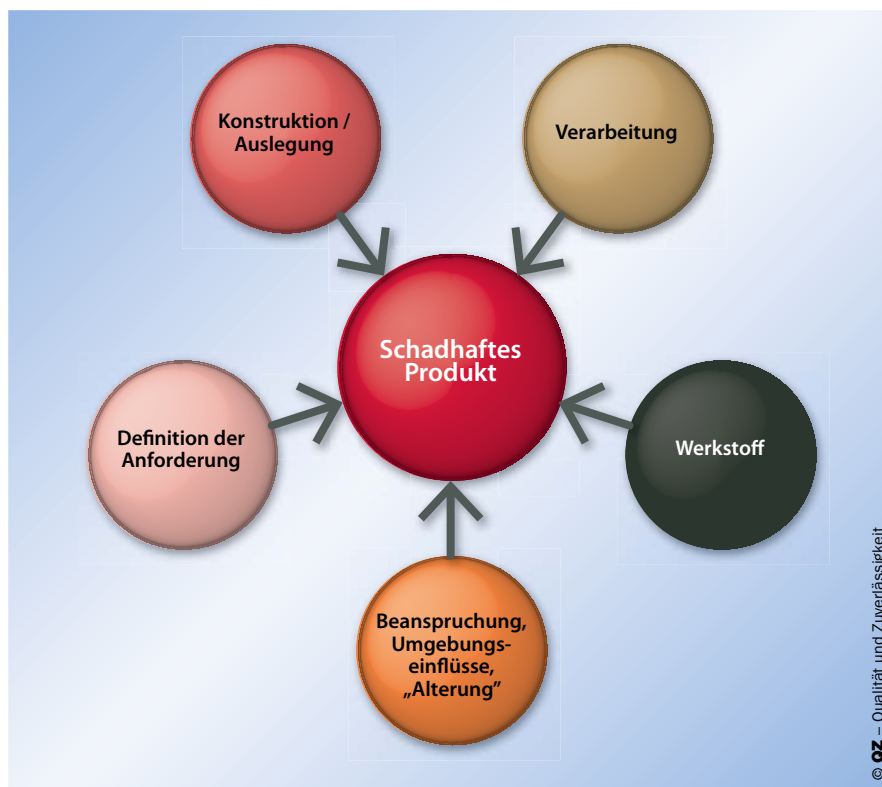 Konstruktion /
Auslegung
Verarbeitung
Schadhaftes
Produkt
Definition der
Anforderung
Werkstoff
Beanspruchung,
Umgebungs-
einflüsse,
„Alterung”
© QZ – Qualität und Zuverlässigkeit